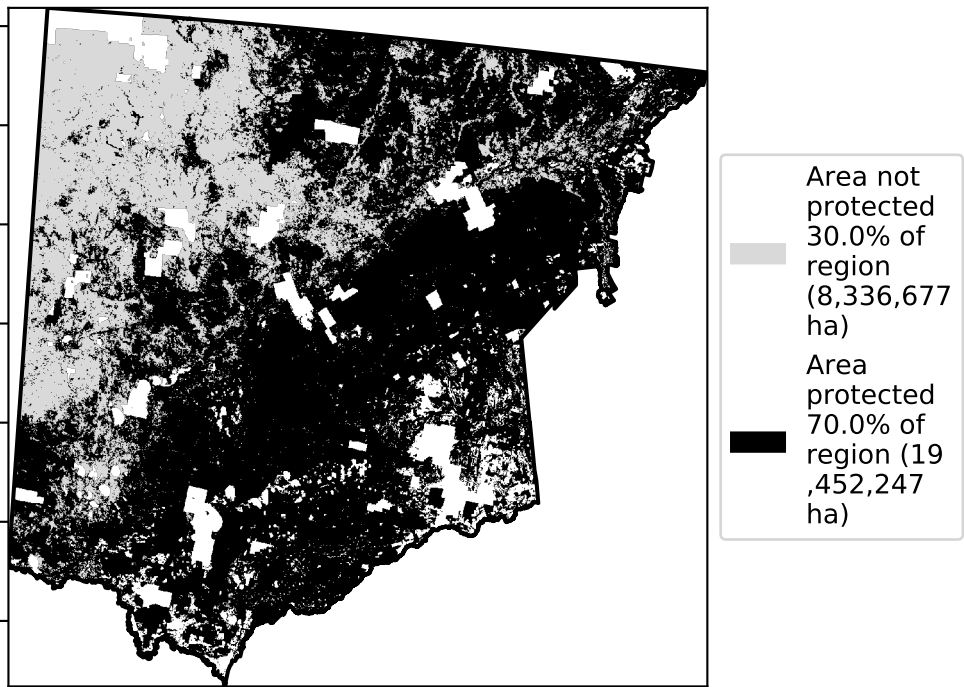 Area not
protected
30.0% of
region
(8,336,677
ha)
Area
protected
70.0% of
region (19
,452,247
ha)